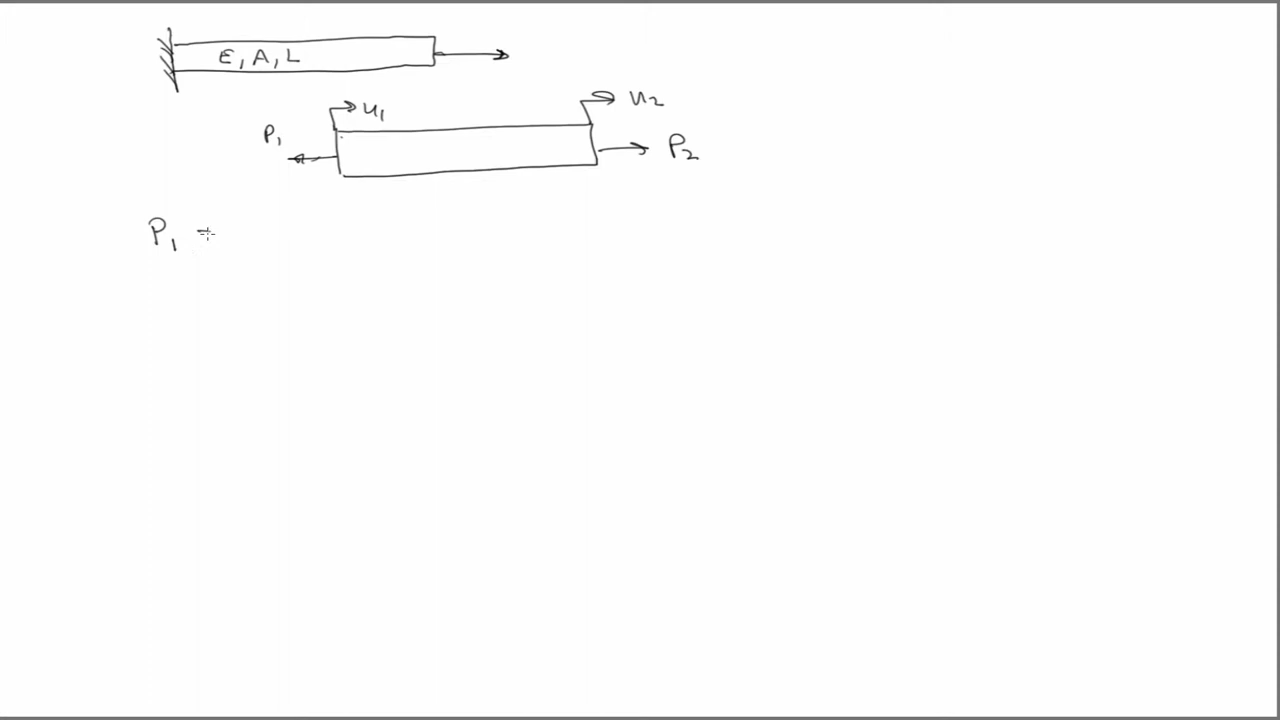 E, A, L
u₁
u₂
P₁
P₂
P₁ =